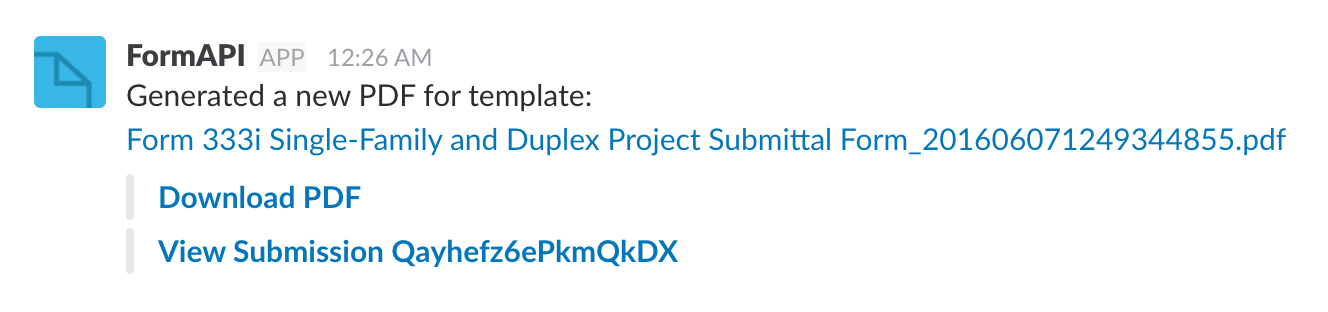 FormAPI APP 12:26 AM
Generated a new PDF for template:
Form 333i Single-Family and Duplex Project Submittal Form_201606071249344855.pdf
Download PDF
View Submission Qayhefz6ePkmQkDX